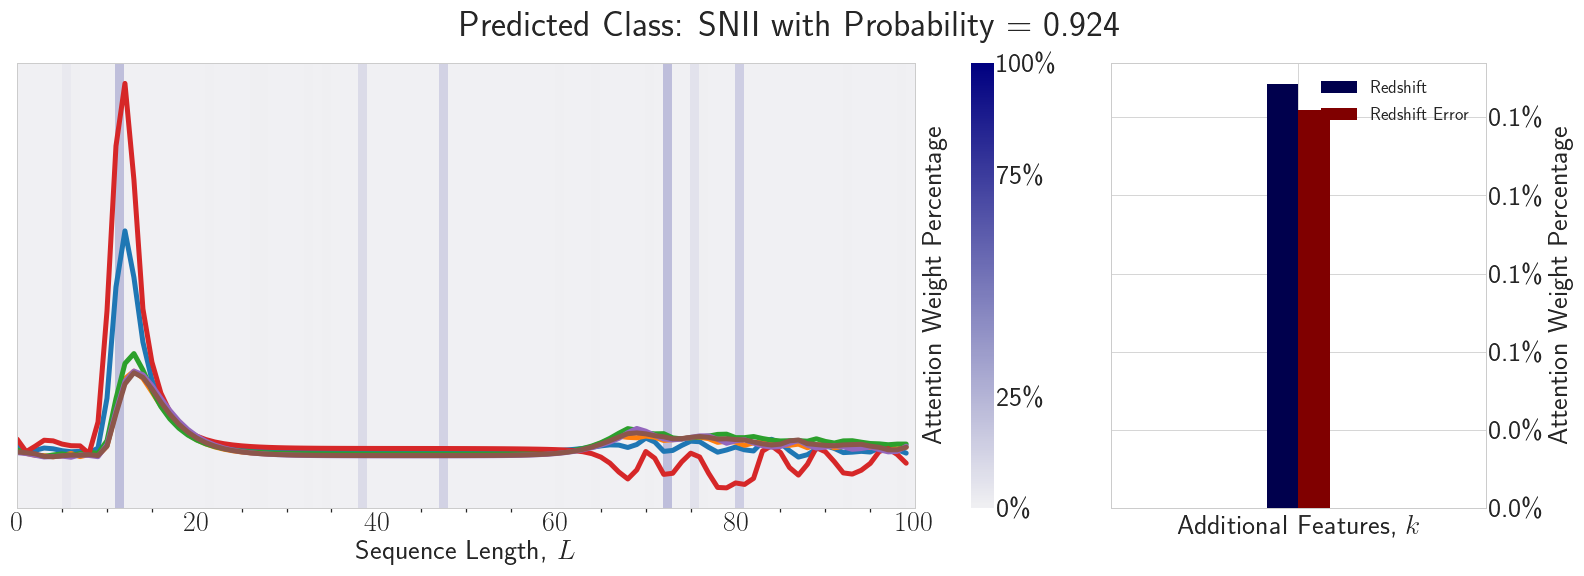 Predicted Class: SNII with Probability = 0.924
0
20
40
60
80
100
Sequence Length, L
100%
75%
25%
0%
Attention Weight Percentage
Redshift
Redshift Error
0.1%
0.1%
0.1%
0.1%
0.0%
0.0%
Attention Weight Percentage
Additional Features, k